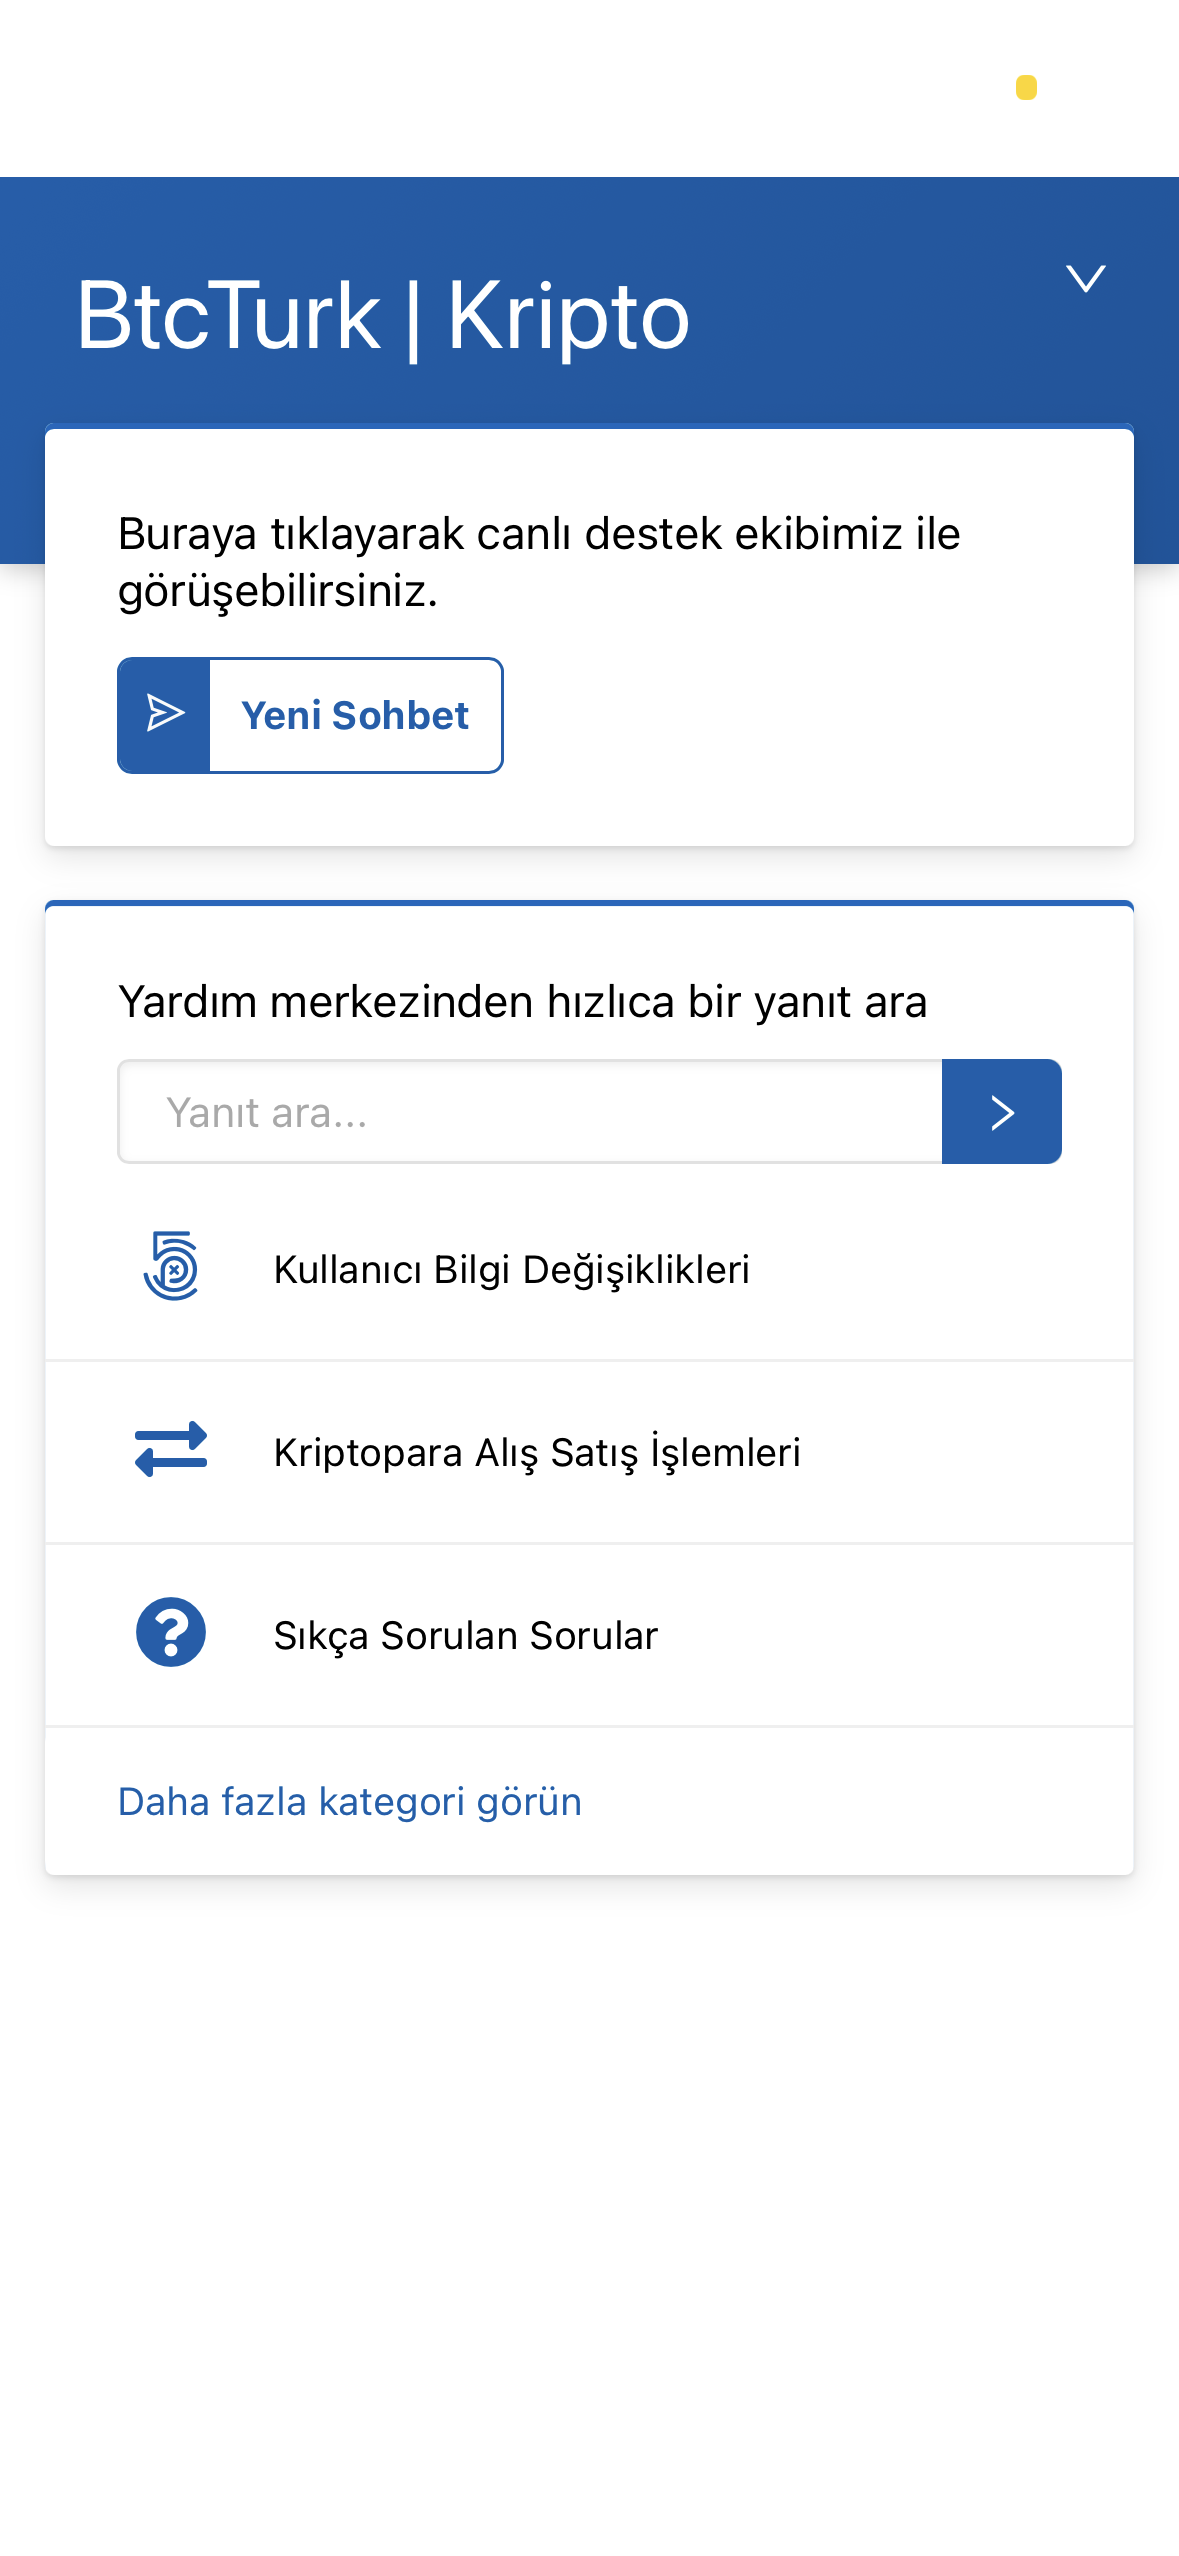 BtcTurk | Kripto
Buraya tıklayarak canlı destek ekibimiz ile
görüşebilirsiniz.
Yeni Sohbet
Yardım merkezinden hızlıca bir yanıt ara
Yanıt ara...
Kullanıcı Bilgi Değişiklikleri
Kriptopara Alış Satış İşlemleri
Sıkça Sorulan Sorular
Daha fazla kategori görün